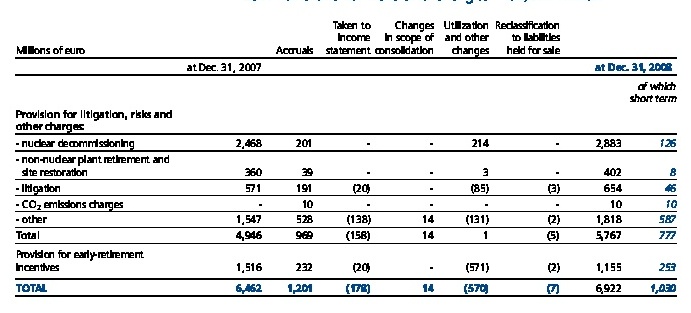 Taken to Changes Utilization Reclassification
income in scope of and other to liabilities
Millions of euro Accruals statement consolidation changes held for sale
at Dec. 31, 2007 at Dec. 31, 2008
of which
short term
Provision for litigation, risks and
other charges:
- nuclear decommissioning 2,468 201 - - 214 - 2,883 126
- non-nuclear plant retirement and
site restoration 360 39 - - 3 - 402 8
- litigation 571 191 (20) - (85) (3) 654 46
- CO₂ emissions charges - 10 - - - - 10 10
- other 1,547 528 (138) 14 (131) (2) 1,818 587
Total 4,946 969 (158) 14 1 (5) 5,767 777
Provision for early-retirement
incentives 1,516 232 (20) - (571) (2) 1,155 253
TOTAL 6,462 1,201 (178) 14 (570) (7) 6,922 1,030